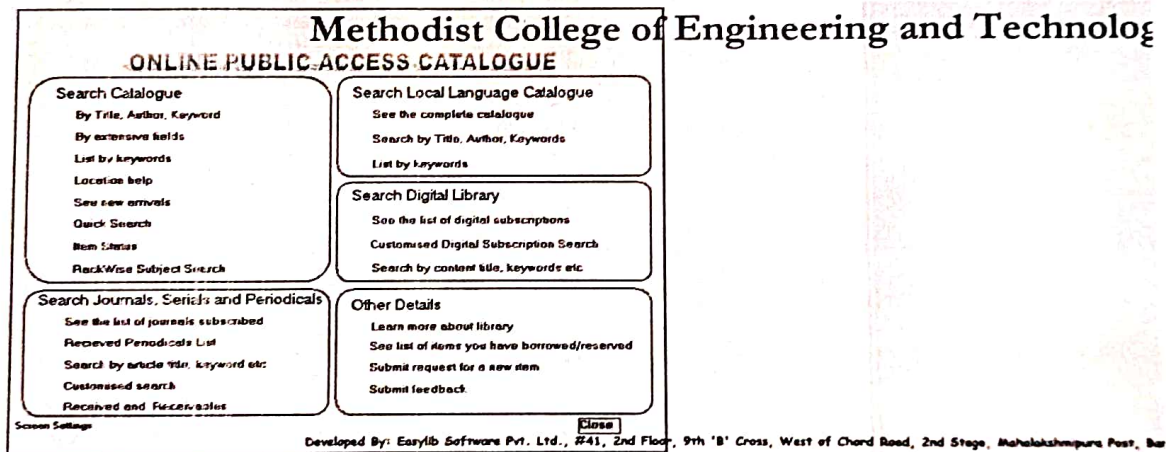 Methodist College of Engineering and Technolog
ONLINE PUBLIC ACCESS CATALOGUE
Search Catalogue
By Title, Author, Keyword
By extensive fields
List by keywords
Location help
See new arrivals
Quick Search
Item Status
RackWise Subject Search
Search Local Language Catalogue
See the complete catalogue
Search by Title, Author, Keywords
List by keywords
Search Digital Library
See the list of digital subscriptions
Customised Digital Subscription Search
Search by content title, keywords etc
Search Journals, Serials and Periodicals
See the list of journals subscribed
Recieved Periodicals List
Search by article title, keyword etc
Customised search
Received and Receivables
Other Details
Learn more about library
See list of items you have borrowed/reserved
Submit request for a new item
Submit feedback
Screen Settings
Close
Developed By: Easylib Software Pvt. Ltd., #41, 2nd Floor, 9th 'B' Cross, West of Chord Road, 2nd Stage, Mahalakshmipura Post, Ban